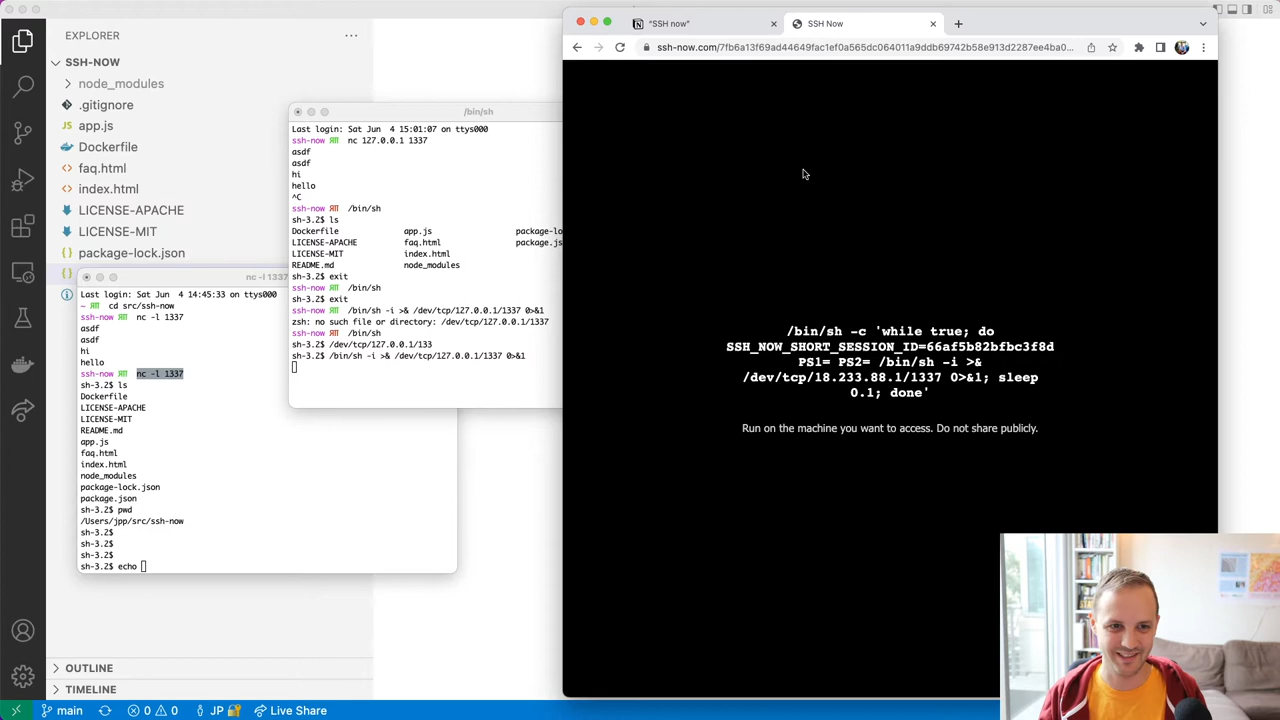 "SSH now"
SSH Now
ssh-now.com/7fb6a13f69ad44649fac1ef0a565dc064011a9ddb69742b58e913d2287ee4ba0...
EXPLORER
SSH-NOW
node_modules
.gitignore
app.js
Dockerfile
faq.html
index.html
LICENSE-APACHE
LICENSE-MIT
package-lock.json
/bin/sh
Last login: Sat Jun 4 15:01:07 on ttys000
ssh-now nc 127.0.0.1 1337
asdf
asdf
hi
hello
^C
ssh-now /bin/sh
sh-3.2$ ls
Dockerfile app.js package-lo
LICENSE-APACHE faq.html package.js
LICENSE-MIT index.html
README.md node_modules
sh-3.2$ exit
ssh-now /bin/sh
sh-3.2$ exit
ssh-now /bin/sh -i >& /dev/tcp/127.0.0.1/1337 0>&1
zsh: no such file or directory: /dev/tcp/127.0.0.1/1337
ssh-now /bin/sh
sh-3.2$ /dev/tcp/127.0.0.1/133
sh-3.2$ /bin/sh -i >& /dev/tcp/127.0.0.1/1337 0>&1
nc -l 1337
Last login: Sat Jun 4 14:45:33 on ttys000
~ cd src/ssh-now
ssh-now nc -l 1337
asdf
asdf
hi
hello
ssh-now nc -l 1337
sh-3.2$ ls
Dockerfile
LICENSE-APACHE
LICENSE-MIT
README.md
app.js
faq.html
index.html
node_modules
package-lock.json
package.json
sh-3.2$ pwd
/Users/jpp/src/ssh-now
sh-3.2$
sh-3.2$
sh-3.2$
sh-3.2$ echo
/bin/sh -c 'while true; do
SSH_NOW_SHORT_SESSION_ID=66af5b82bfbc3f8d
PS1= PS2= /bin/sh -i >&
/dev/tcp/18.233.88.1/1337 0>&1; sleep
0.1; done'
Run on the machine you want to access. Do not share publicly.
OUTLINE
TIMELINE
main 0 0 JP Live Share